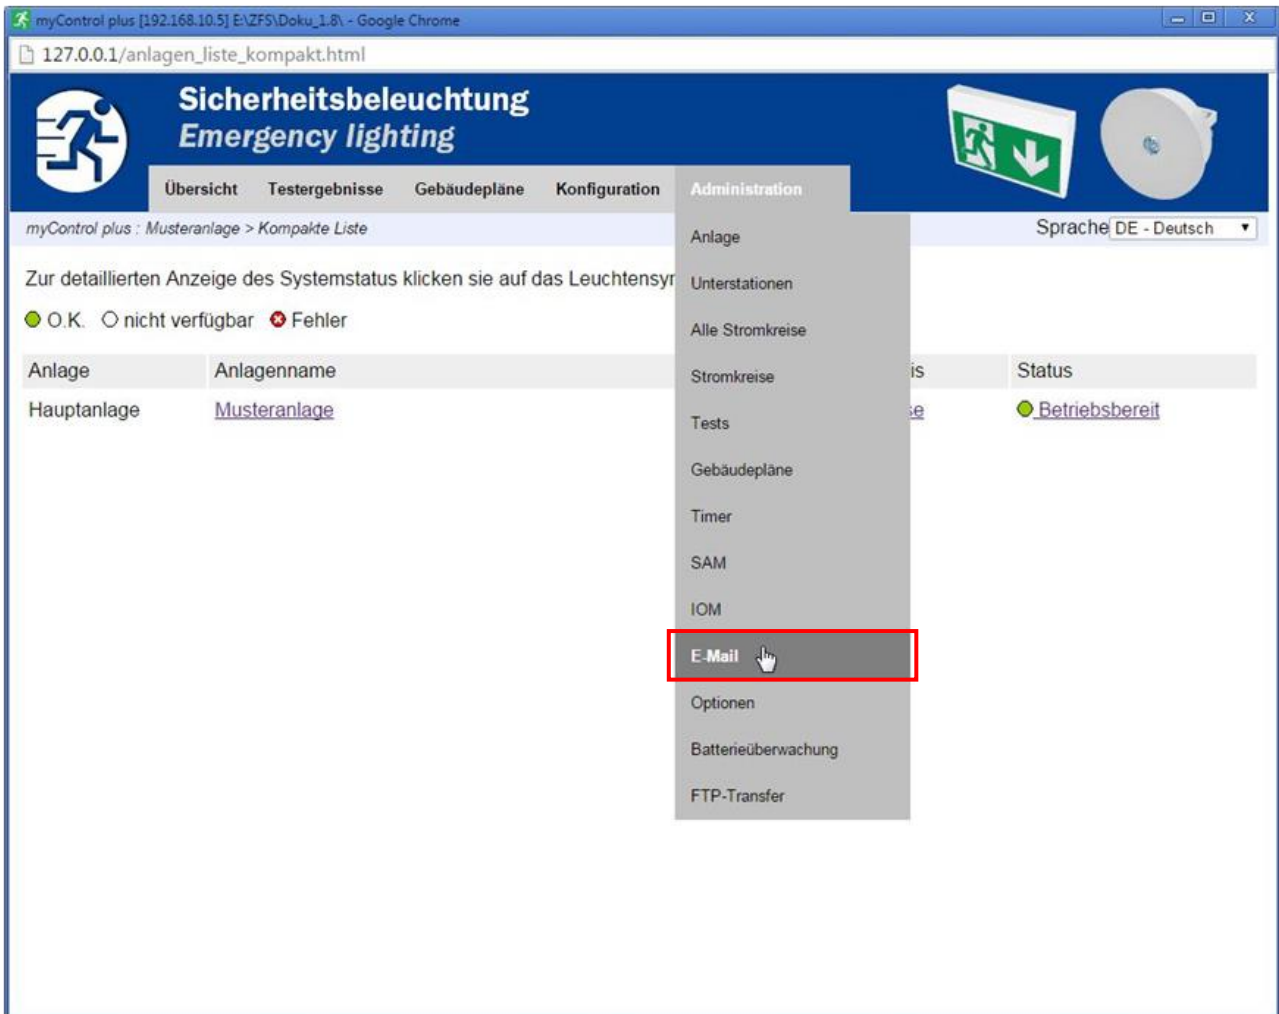 myControl plus [192.168.10.5] E:\ZFS\Doku_1.8\ - Google Chrome
127.0.0.1/anlagen_liste_kompakt.html
Sicherheitsbeleuchtung
Emergency lighting
Übersicht Testergebnisse Gebäudepläne Konfiguration Administration
myControl plus : Musteranlage > Kompakte Liste
Sprache DE - Deutsch
Zur detaillierten Anzeige des Systemstatus klicken sie auf das Leuchtensyr
O.K. nicht verfügbar Fehler
Anlage Anlagenname is Status
Hauptanlage Musteranlage se Betriebsbereit
Anlage
Unterstationen
Alle Stromkreise
Stromkreise
Tests
Gebäudepläne
Timer
SAM
IOM
E-Mail
Optionen
Batterieüberwachung
FTP-Transfer